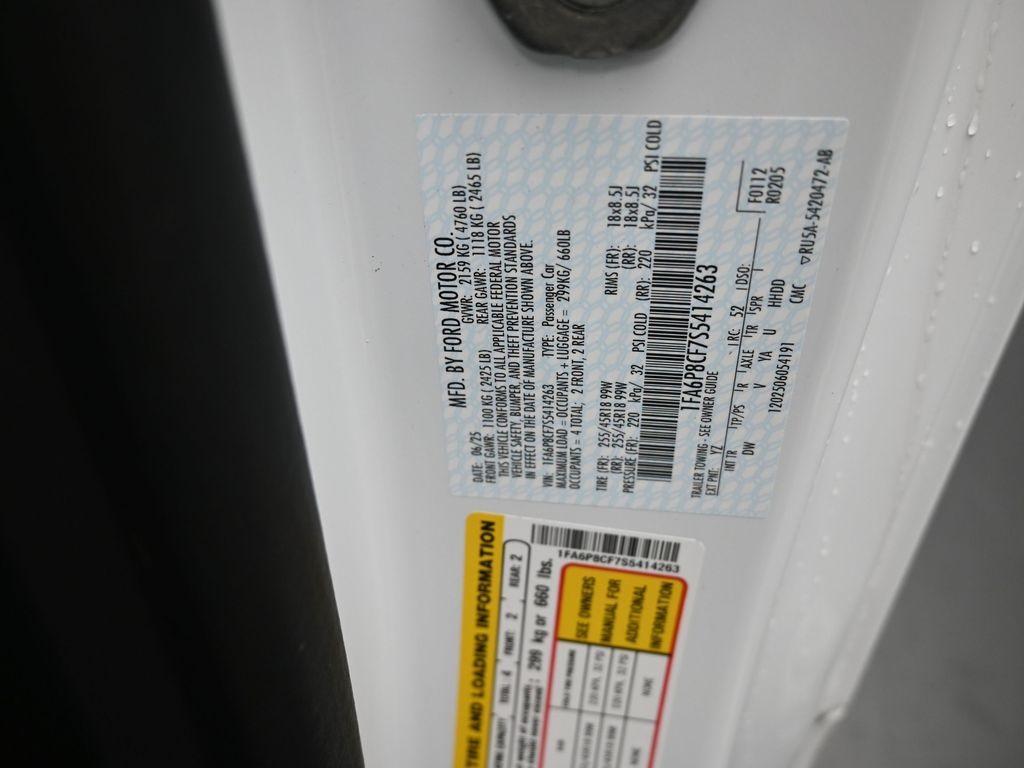 MFD. BY FORD MOTOR CO.
DATE: 06/25 GVWR: 2159 KG ( 4760 LB)
FRONT GAWR: 1100 KG ( 2425 LB) REAR GAWR: 1118 KG ( 2465 LB)
THIS VEHICLE CONFORMS TO ALL APPLICABLE FEDERAL MOTOR
VEHICLE SAFETY, BUMPER, AND THEFT PREVENTION STANDARDS
IN EFFECT ON THE DATE OF MANUFACTURE SHOWN ABOVE.
VIN: 1FA6P8CF7S5414263 TYPE: Passenger Car
MAXIMUM LOAD = OCCUPANTS + LUGGAGE = 299KG/ 660LB
OCCUPANTS = 4 TOTAL; 2 FRONT, 2 REAR
TIRE (FR): 255/45R18 99W RIMS (FR): 18x8.5J
(RR): 255/45R18 99W (RR): 18x8.5J
PRESSURE (FR): 220 kPa/ 32 PSI COLD (RR): 220 kPa/ 32 PSI COLD
1FA6P8CF7S5414263
TRAILER TOWING - SEE OWNER GUIDE
EXT PNT: YZ RC: 52 DSO: F0112
INT TR TP/PS R AXLE TR SPR R0205
DW V YA U HHDD
12025060541 91 CMC ▽RU5A-5420472-AB
TIRE AND LOADING INFORMATION
TOTAL: 4 FRONT: 2 REAR: 2
299 kg or 660 lbs.
1FA6P8CF7S5414263
SEE OWNERS
MANUAL FOR
ADDITIONAL
INFORMATION
NONE
NONE